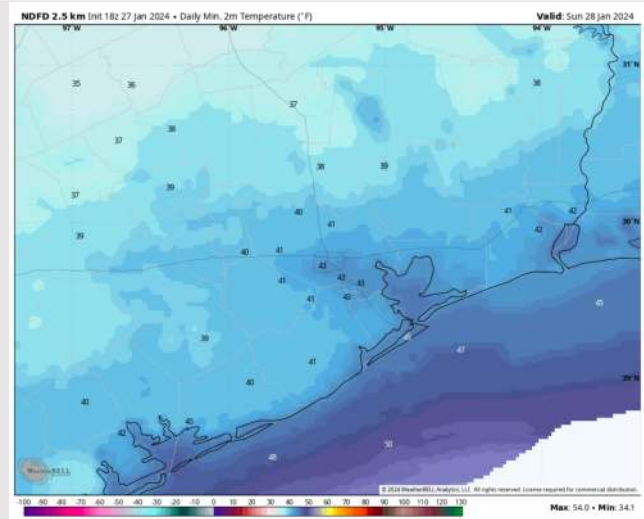 NDFD 2.5 km Init 18z 27 Jan 2024 • Daily Min. 2m Temperature (°F) Valid: Sun 28 Jan 2024
97°W 96°W 95°W 94°W
31°N
35 36 38
37
38
37
38 39
39
37
40 41 42
41 30°N
39 42
40 41
43
41 43 43
41
45
39 47
41
29°N
40
40
40
42
50
48
WeatherBELL
© 2024 WeatherBELL Analytics, LLC. All rights reserved. License required for commercial distribution.
-100 -90 -80 -70 -60 -50 -40 -30 -20 -10 0 10 20 30 40 50 60 70 80 90 100 110 120 130
Max: 54.0 • Min: 34.1